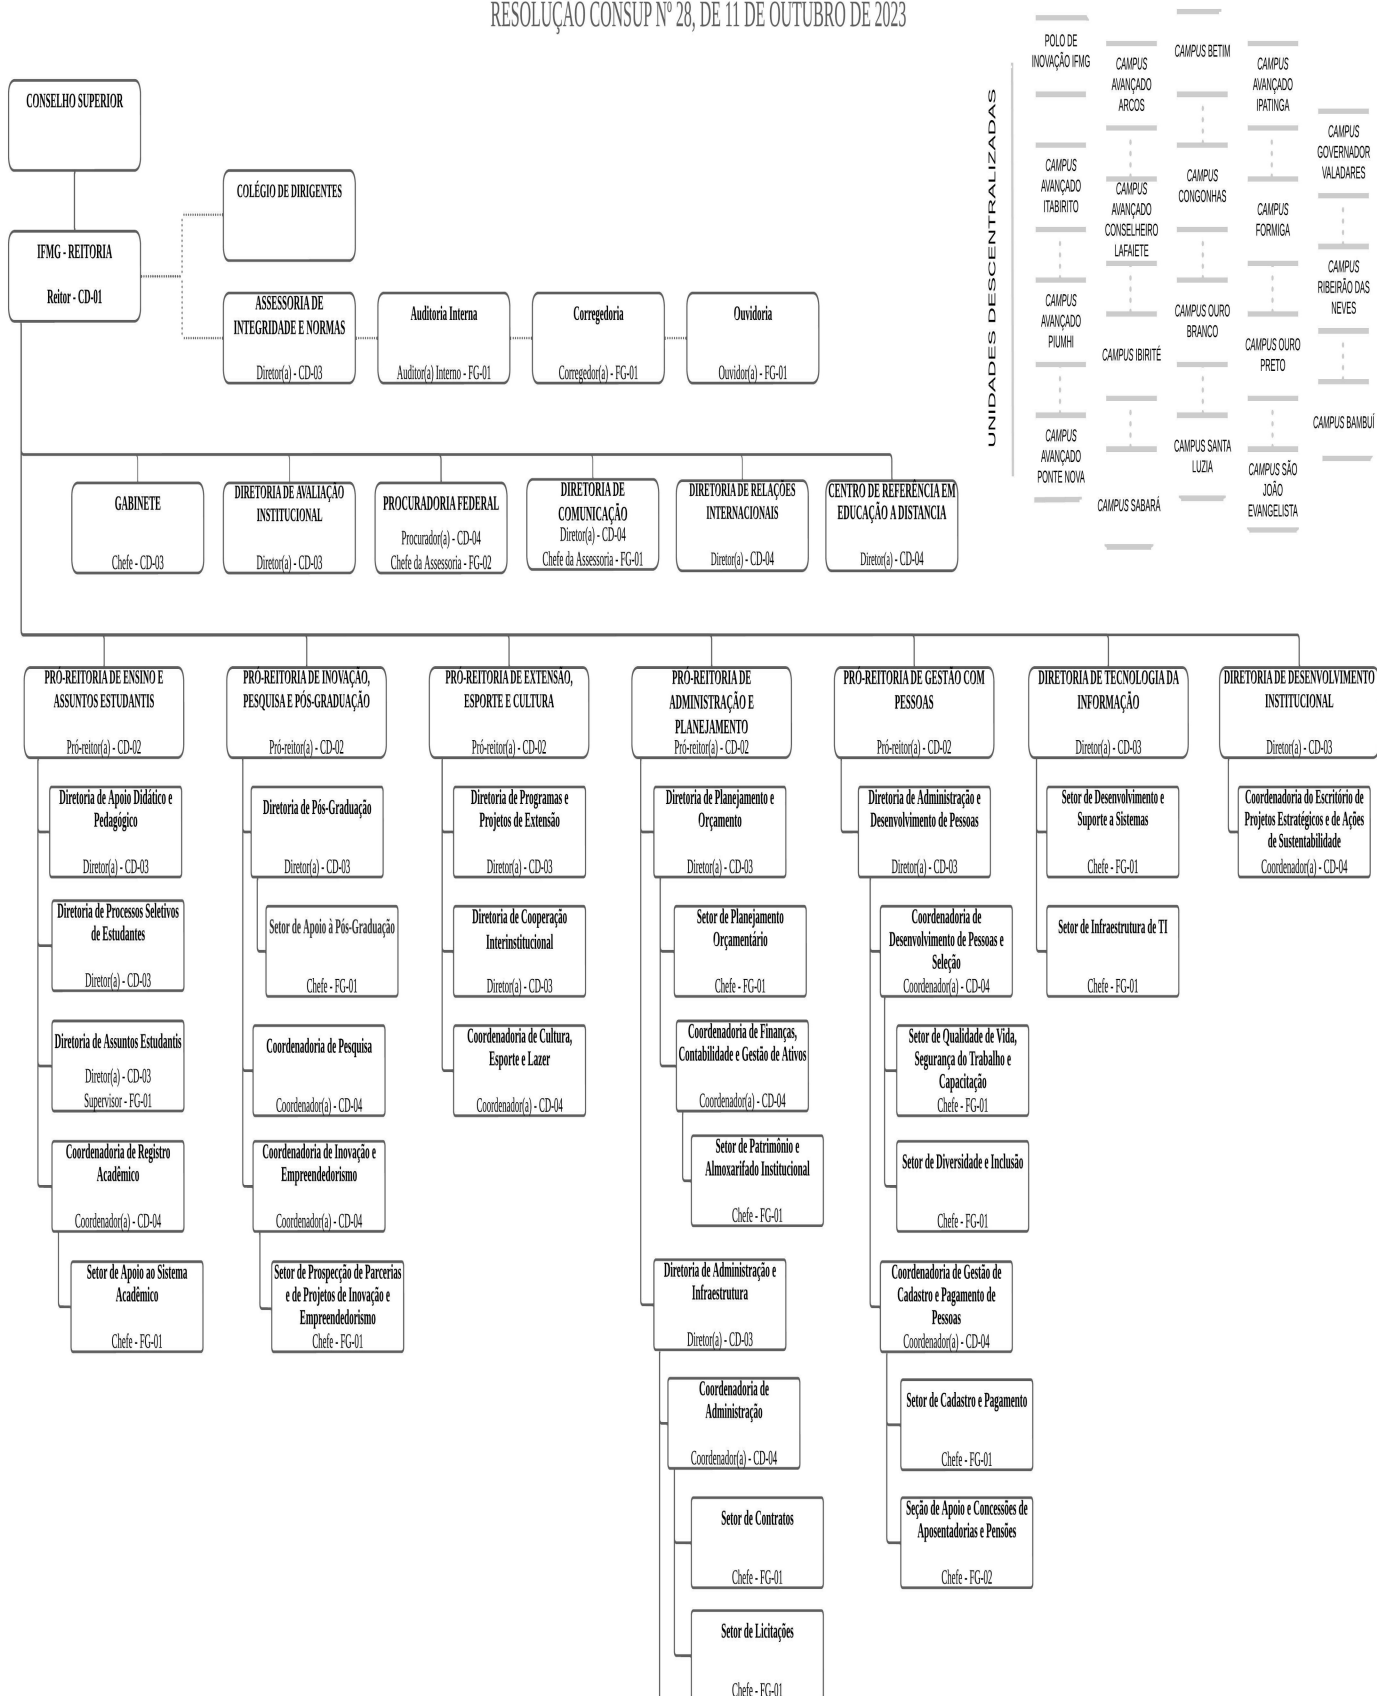 RESOLUÇÃO CONSUP Nº 28, DE 11 DE OUTUBRO DE 2023
CONSELHO SUPERIOR
IFMG - REITORIA
Reitor - CD-01
COLÉGIO DE DIRIGENTES
ASSESSORIA DE
INTEGRIDADE E NORMAS
Diretor(a) - CD-03
Auditoria Interna
Auditor(a) Interno - FG-01
Corregedoria
Corregedor(a) - FG-01
Ouvidoria
Ouvidor(a) - FG-01
UNIDADES DESCENTRALIZADAS
POLO DE
INOVAÇÃO IFMG
CAMPUS
AVANÇADO
ITABIRITO
CAMPUS
AVANÇADO
PIUMHI
CAMPUS
AVANÇADO
PONTE NOVA
CAMPUS
AVANÇADO
ARCOS
CAMPUS
AVANÇADO
CONSELHEIRO
LAFAIETE
CAMPUS IBIRITÉ
CAMPUS SABARÁ
CAMPUS BETIM
CAMPUS
CONGONHAS
CAMPUS OURO
BRANCO
CAMPUS SANTA
LUZIA
CAMPUS
AVANÇADO
IPATINGA
CAMPUS
FORMIGA
CAMPUS OURO
PRETO
CAMPUS SÃO
JOÃO
EVANGELISTA
CAMPUS
GOVERNADOR
VALADARES
CAMPUS
RIBEIRÃO DAS
NEVES
CAMPUS BAMBUÍ
GABINETE
Chefe - CD-03
DIRETORIA DE AVALIAÇÃO
INSTITUCIONAL
Diretor(a) - CD-03
PROCURADORIA FEDERAL
Procurador(a) - CD-04
Chefe da Assessoria - FG-02
DIRETORIA DE
COMUNICAÇÃO
Diretor(a) - CD-04
Chefe da Assessoria - FG-01
DIRETORIA DE RELAÇÕES
INTERNACIONAIS
Diretor(a) - CD-04
CENTRO DE REFERÊNCIA EM
EDUCAÇÃO A DISTANCIA
Diretor(a) - CD-04
PRÓ-REITORIA DE ENSINO E
ASSUNTOS ESTUDANTIS
Pró-reitor(a) - CD-02
Diretoria de Apoio Didático e
Pedagógico
Diretor(a) - CD-03
Diretoria de Processos Seletivos
de Estudantes
Diretor(a) - CD-03
Diretoria de Assuntos Estudantis
Diretor(a) - CD-03
Supervisor - FG-01
Coordenadoria de Registro
Acadêmico
Coordenador(a) - CD-04
Setor de Apoio ao Sistema
Acadêmico
Chefe - FG-01
PRÓ-REITORIA DE INOVAÇÃO,
PESQUISA E PÓS-GRADUAÇÃO
Pró-reitor(a) - CD-02
Diretoria de Pós-Graduação
Diretor(a) - CD-03
Setor de Apoio à Pós-Graduação
Chefe - FG-01
Coordenadoria de Pesquisa
Coordenador(a) - CD-04
Coordenadoria de Inovação e
Empreendedorismo
Coordenador(a) - CD-04
Setor de Prospecção de Parcerias
e de Projetos de Inovação e
Empreendedorismo
Chefe - FG-01
PRÓ-REITORIA DE EXTENSÃO,
ESPORTE E CULTURA
Pró-reitor(a) - CD-02
Diretoria de Programas e
Projetos de Extensão
Diretor(a) - CD-03
Diretoria de Cooperação
Interinstitucional
Diretor(a) - CD-03
Coordenadoria de Cultura,
Esporte e Lazer
Coordenador(a) - CD-04
PRÓ-REITORIA DE
ADMINISTRAÇÃO E
PLANEJAMENTO
Pró-reitor(a) - CD-02
Diretoria de Planejamento e
Orçamento
Diretor(a) - CD-03
Setor de Planejamento
Orçamentário
Chefe - FG-01
Coordenadoria de Finanças,
Contabilidade e Gestão de Ativos
Coordenador(a) - CD-04
Setor de Patrimônio e
Almoxarifado Institucional
Chefe - FG-01
Diretoria de Administração e
Infraestrutura
Diretor(a) - CD-03
Coordenadoria de
Administração
Coordenador(a) - CD-04
Setor de Contratos
Chefe - FG-01
Setor de Licitações
Chefe - FG-01
PRÓ-REITORIA DE GESTÃO COM
PESSOAS
Pró-reitor(a) - CD-02
Diretoria de Administração e
Desenvolvimento de Pessoas
Diretor(a) - CD-03
Coordenadoria de
Desenvolvimento de Pessoas e
Seleção
Coordenador(a) - CD-04
Setor de Qualidade de Vida,
Segurança do Trabalho e
Capacitação
Chefe - FG-01
Setor de Diversidade e Inclusão
Chefe - FG-01
Coordenadoria de Gestão de
Cadastro e Pagamento de
Pessoas
Coordenador(a) - CD-04
Setor de Cadastro e Pagamento
Chefe - FG-01
Seção de Apoio e Concessões de
Aposentadorias e Pensões
Chefe - FG-02
DIRETORIA DE TECNOLOGIA DA
INFORMAÇÃO
Diretor(a) - CD-03
Setor de Desenvolvimento e
Suporte a Sistemas
Chefe - FG-01
Setor de Infraestrutura de TI
Chefe - FG-01
DIRETORIA DE DESENVOLVIMENTO
INSTITUCIONAL
Diretor(a) - CD-03
Coordenadoria do Escritório de
Projetos Estratégicos e de Ações
de Sustentabilidade
Coordenador(a) - CD-04